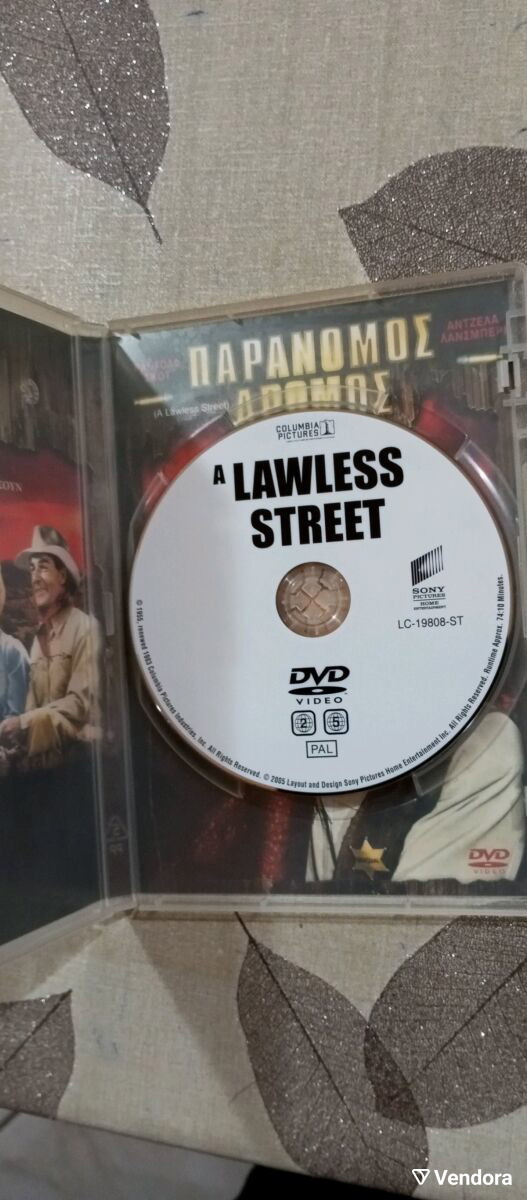 ΠΑΡΑΝΟΜΟΣ
ΔΡΟΜΟΣ
(A Lawless Street)
ΑΝΤΖΕΛΑ
COLUMBIA
PICTURES
A LAWLESS
STREET
SONY
PICTURES
HOME
ENTERTAINMENT
LC-19808-ST
DVD
VIDEO
2 5
PAL
© 1955, renewed 1983 Columbia Pictures Industries, Inc. All Rights Reserved. © 2005 Layout and Design Sony Pictures Home Entertainment Inc. All Rights Reserved. Runtime Approx. 74:10 Minutes.
DVD
VIDEO
Vendora